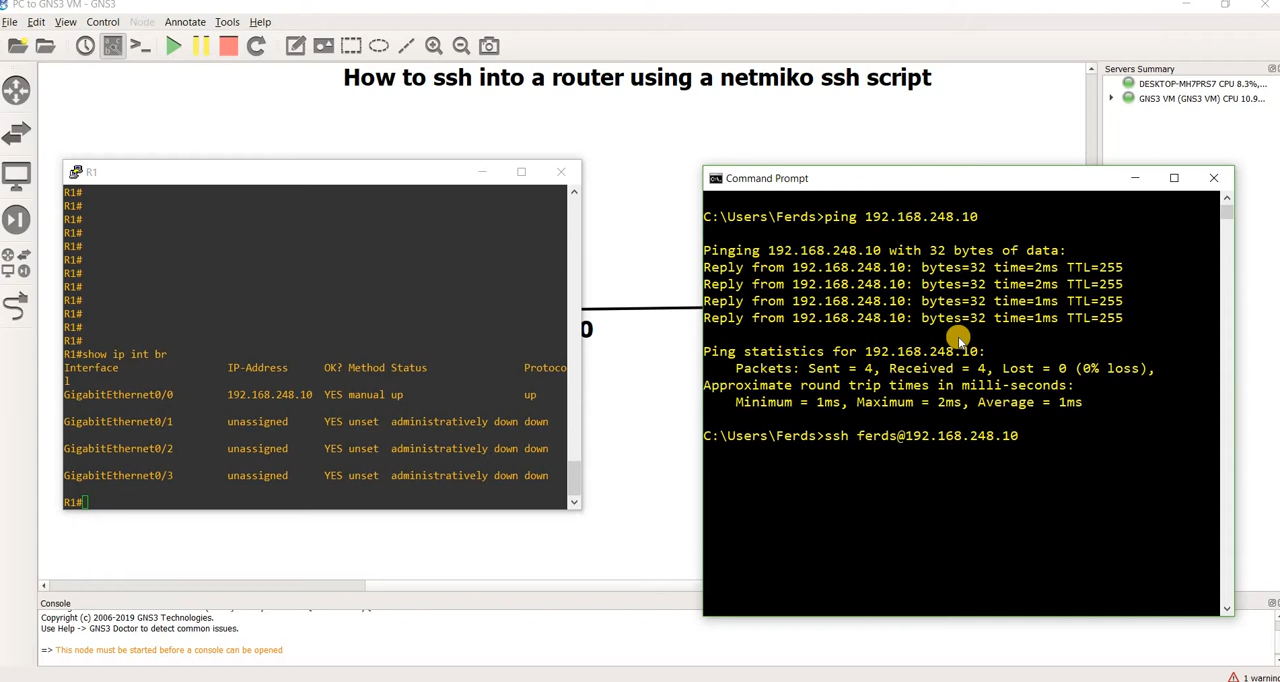 PC to GNS3 VM - GNS3
File Edit View Control Node Annotate Tools Help
How to ssh into a router using a netmiko ssh script
Servers Summary
DESKTOP-MH7PRS7 CPU 8.3%,...
GNS3 VM (GNS3 VM) CPU 10.9...
R1
R1#
R1#
R1#
R1#
R1#
R1#
R1#
R1#
R1#
R1#
R1#
R1#
R1#show ip int br
Interface IP-Address OK? Method Status Protoco
l
GigabitEthernet0/0 192.168.248.10 YES manual up up
GigabitEthernet0/1 unassigned YES unset administratively down down
GigabitEthernet0/2 unassigned YES unset administratively down down
GigabitEthernet0/3 unassigned YES unset administratively down down
R1#
0
Command Prompt
C:\Users\Ferds>ping 192.168.248.10
Pinging 192.168.248.10 with 32 bytes of data:
Reply from 192.168.248.10: bytes=32 time=2ms TTL=255
Reply from 192.168.248.10: bytes=32 time=2ms TTL=255
Reply from 192.168.248.10: bytes=32 time=1ms TTL=255
Reply from 192.168.248.10: bytes=32 time=1ms TTL=255
Ping statistics for 192.168.248.10:
Packets: Sent = 4, Received = 4, Lost = 0 (0% loss),
Approximate round trip times in milli-seconds:
Minimum = 1ms, Maximum = 2ms, Average = 1ms
C:\Users\Ferds>ssh ferds@192.168.248.10
Console
Copyright (c) 2006-2019 GNS3 Technologies.
Use Help -> GNS3 Doctor to detect common issues.
=> This node must be started before a console can be opened
1 warning